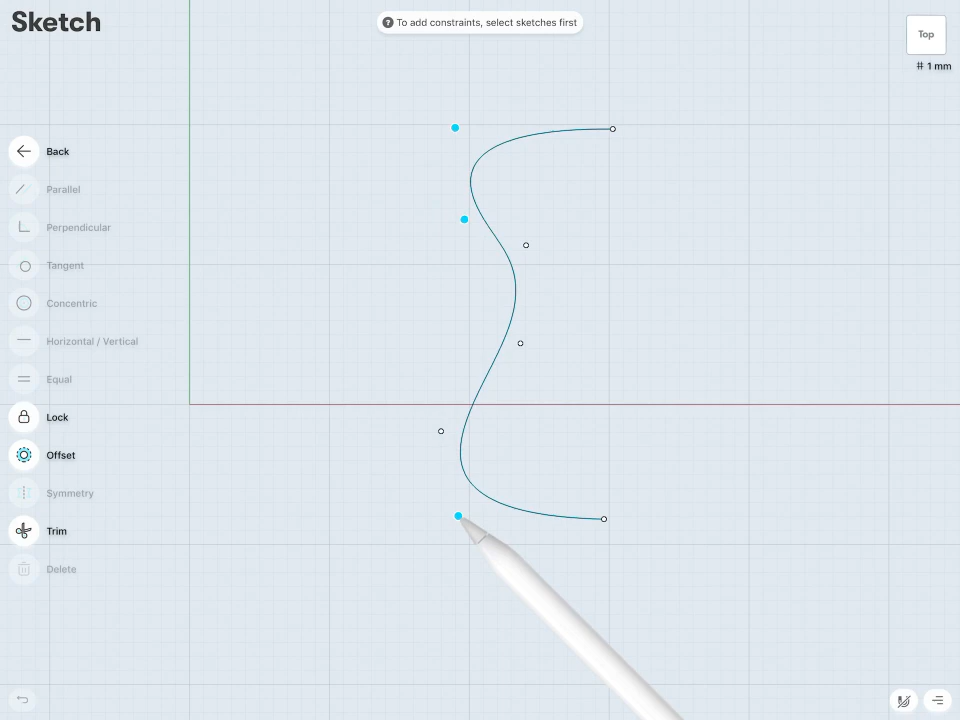 Sketch
? To add constraints, select sketches first
Top
# 1 mm
Back
Parallel
Perpendicular
Tangent
Concentric
Horizontal / Vertical
Equal
Lock
Offset
Symmetry
Trim
Delete